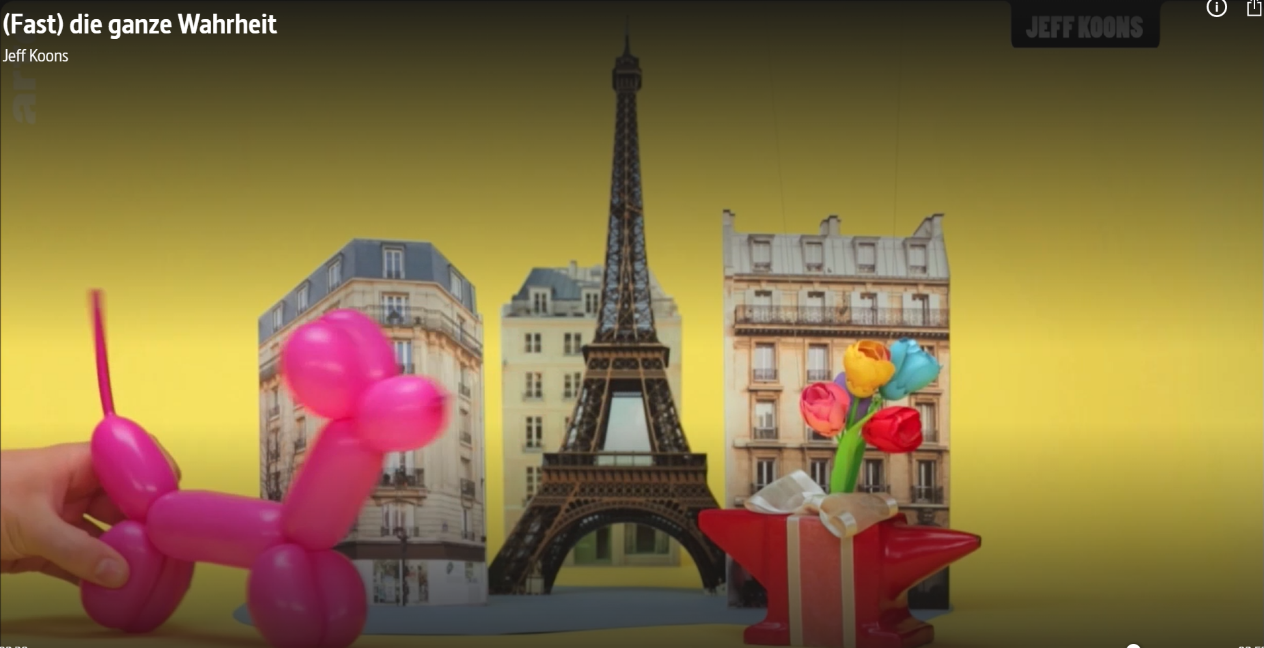 (Fast) die ganze Wahrheit
Jeff Koons
JEFF KOONS